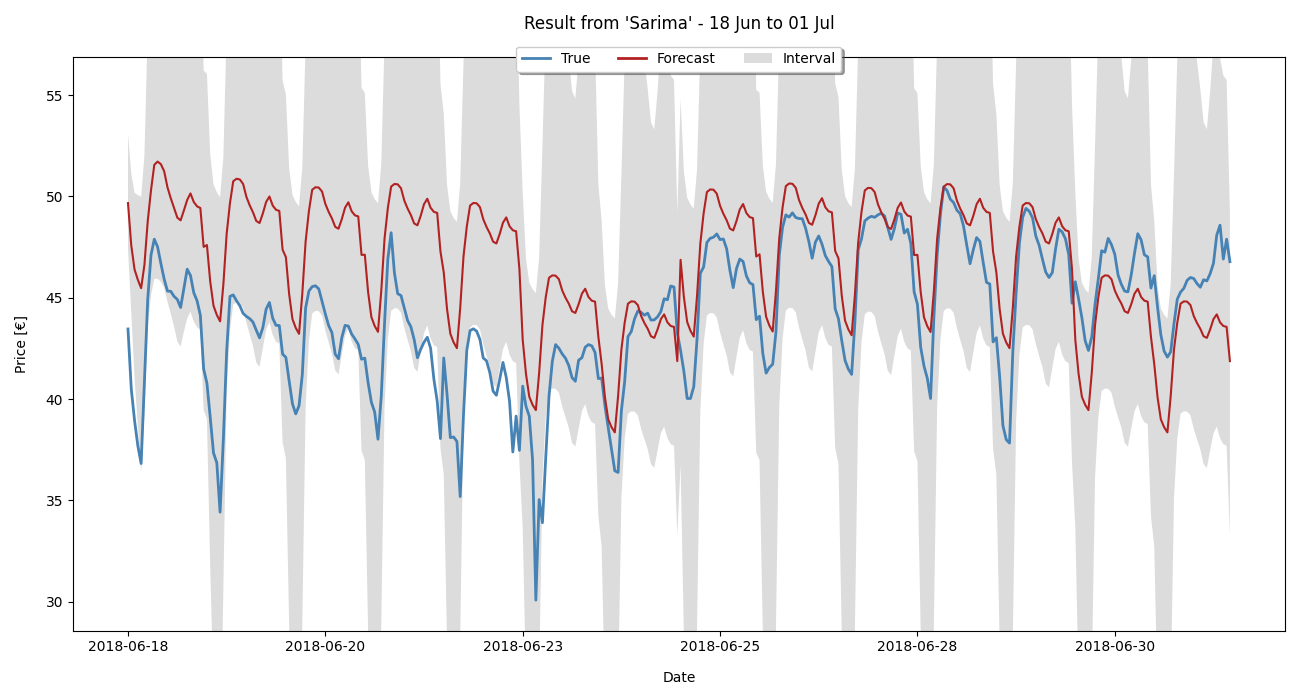 Result from 'Sarima' - 18 Jun to 01 Jul
True Forecast Interval
55
50
45
40
35
30
Price [€]
2018-06-18 2018-06-20 2018-06-23 2018-06-25 2018-06-28 2018-06-30
Date